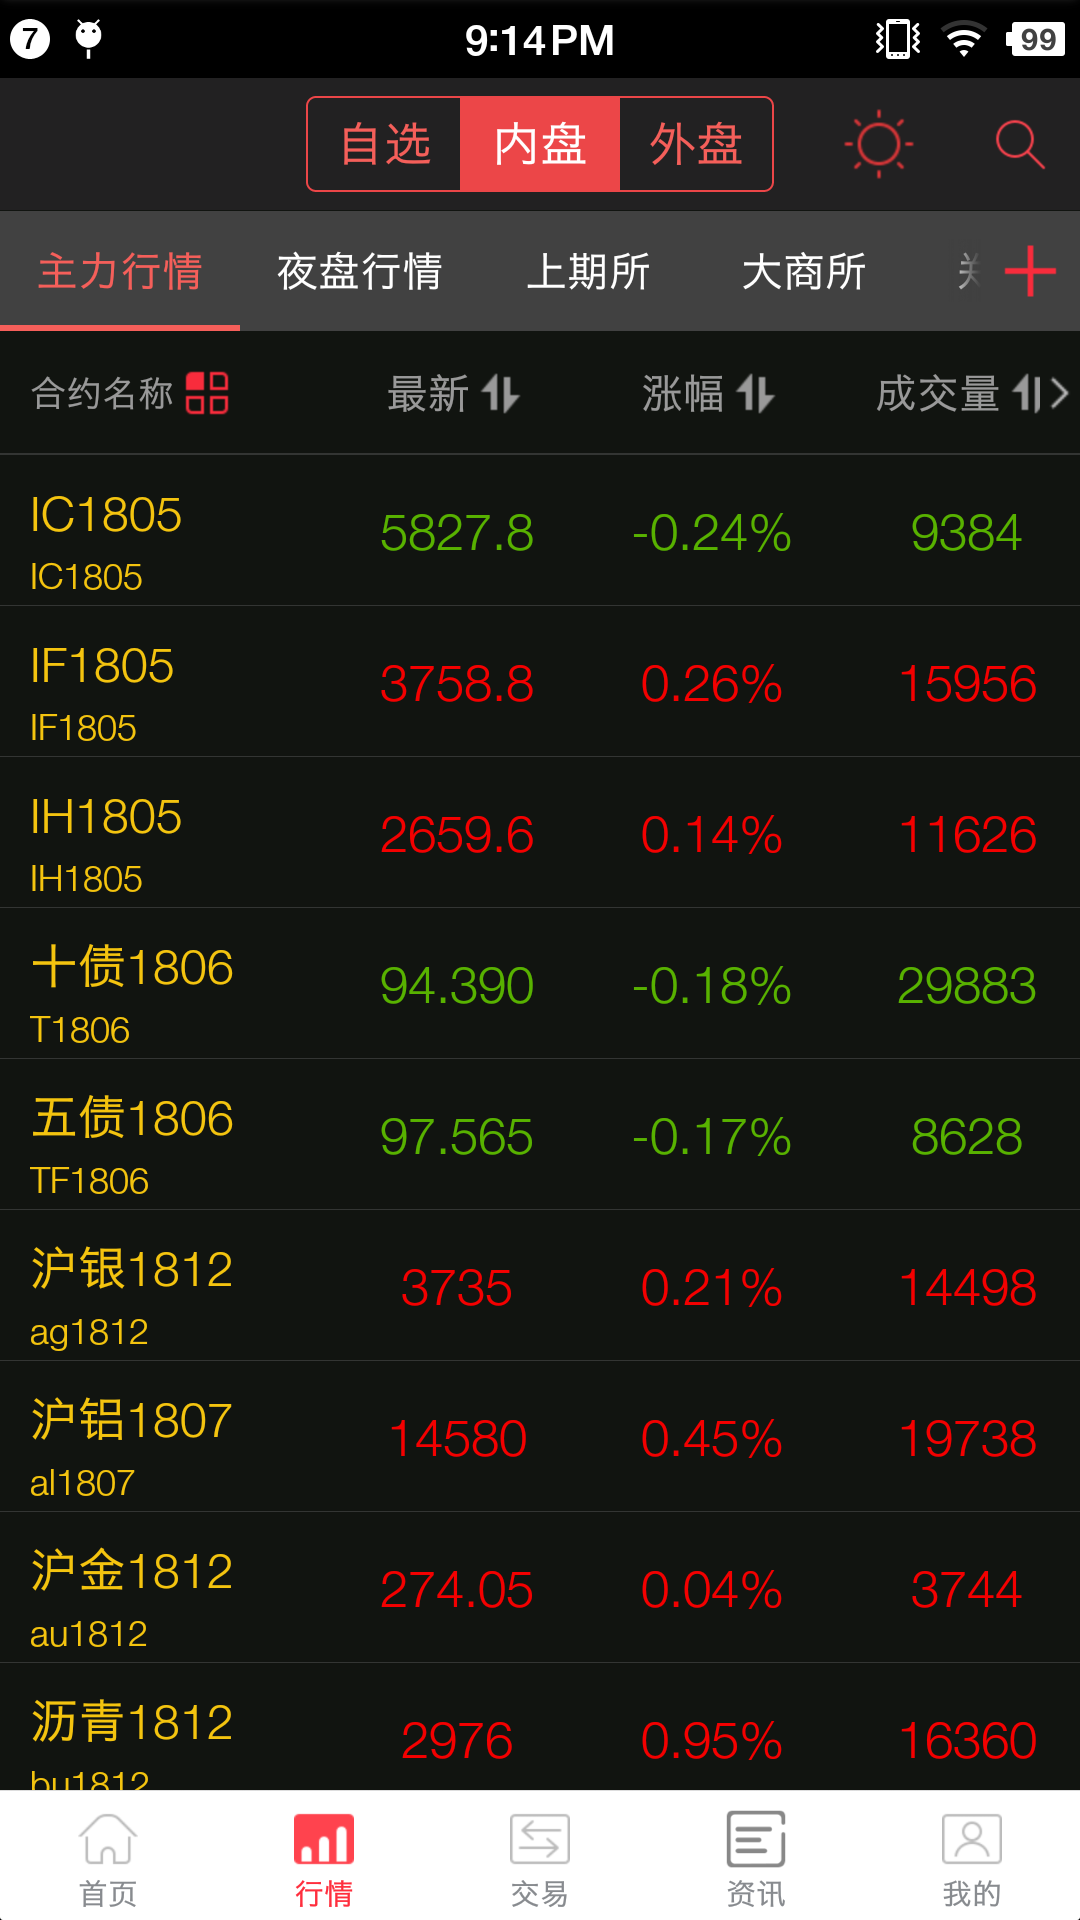 7 9:14PM 99
自选 内盘 外盘
主力行情 夜盘行情 上期所 大商所
合约名称 最新 涨幅 成交量
IC1805
5827.8 -0.24% 9384
IC1805
IF1805
3758.8 0.26% 15956
IF1805
IH1805
2659.6 0.14% 11626
IH1805
十债1806
94.390 -0.18% 29883
T1806
五债1806
97.565 -0.17% 8628
TF1806
沪银1812
3735 0.21% 14498
ag1812
沪铝1807
14580 0.45% 19738
al1807
沪金1812
274.05 0.04% 3744
au1812
沥青1812
2976 0.95% 16360
bu1812
首页 行情 交易 资讯 我的